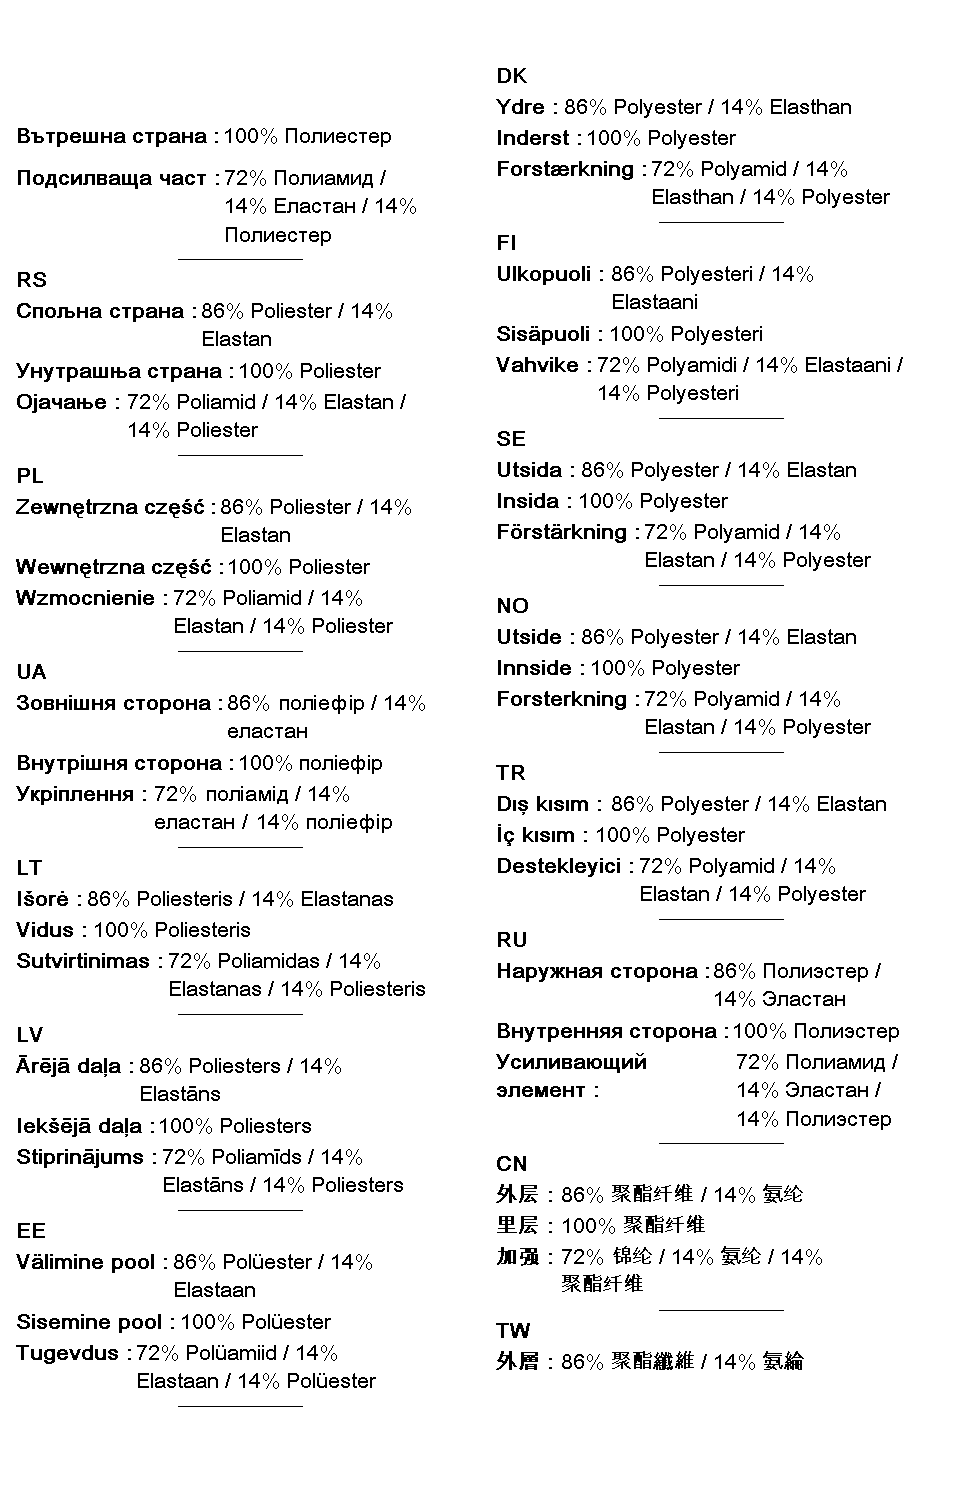 Вътрешна страна : 100% Полиестер
Подсилваща част : 72% Полиамид /
14% Еластан / 14%
Полиестер
RS
Спољна страна : 86% Poliester / 14%
Elastan
Унутрашња страна : 100% Poliester
Ојачање : 72% Poliamid / 14% Elastan /
14% Poliester
PL
Zewnętrzna część : 86% Poliester / 14%
Elastan
Wewnętrzna część : 100% Poliester
Wzmocnienie : 72% Poliamid / 14%
Elastan / 14% Poliester
UA
Зовнішня сторона : 86% поліефір / 14%
еластан
Внутрішня сторона : 100% поліефір
Укріплення : 72% поліамід / 14%
еластан / 14% поліефір
LT
Išorė : 86% Poliesteris / 14% Elastanas
Vidus : 100% Poliesteris
Sutvirtinimas : 72% Poliamidas / 14%
Elastanas / 14% Poliesteris
LV
Ārējā daļa : 86% Poliesters / 14%
Elastāns
Iekšējā daļa : 100% Poliesters
Stiprinājums : 72% Poliamīds / 14%
Elastāns / 14% Poliesters
EE
Välimine pool : 86% Polüester / 14%
Elastaan
Sisemine pool : 100% Polüester
Tugevdus : 72% Polüamiid / 14%
Elastaan / 14% Polüester
DK
Ydre : 86% Polyester / 14% Elasthan
Inderst : 100% Polyester
Forstærkning : 72% Polyamid / 14%
Elasthan / 14% Polyester
FI
Ulkopuoli : 86% Polyesteri / 14%
Elastaani
Sisäpuoli : 100% Polyesteri
Vahvike : 72% Polyamidi / 14% Elastaani /
14% Polyesteri
SE
Utsida : 86% Polyester / 14% Elastan
Insida : 100% Polyester
Förstärkning : 72% Polyamid / 14%
Elastan / 14% Polyester
NO
Utside : 86% Polyester / 14% Elastan
Innside : 100% Polyester
Forsterkning : 72% Polyamid / 14%
Elastan / 14% Polyester
TR
Dış kısım : 86% Polyester / 14% Elastan
İç kısım : 100% Polyester
Destekleyici : 72% Polyamid / 14%
Elastan / 14% Polyester
RU
Наружная сторона : 86% Полиэстер /
14% Эластан
Внутренняя сторона : 100% Полиэстер
Усиливающий 72% Полиамид /
элемент : 14% Эластан /
14% Полиэстер
CN
外层 : 86% 聚酯纤维 / 14% 氨纶
里层 : 100% 聚酯纤维
加强 : 72% 锦纶 / 14% 氨纶 / 14%
聚酯纤维
TW
外層 : 86% 聚酯纖維 / 14% 氨綸